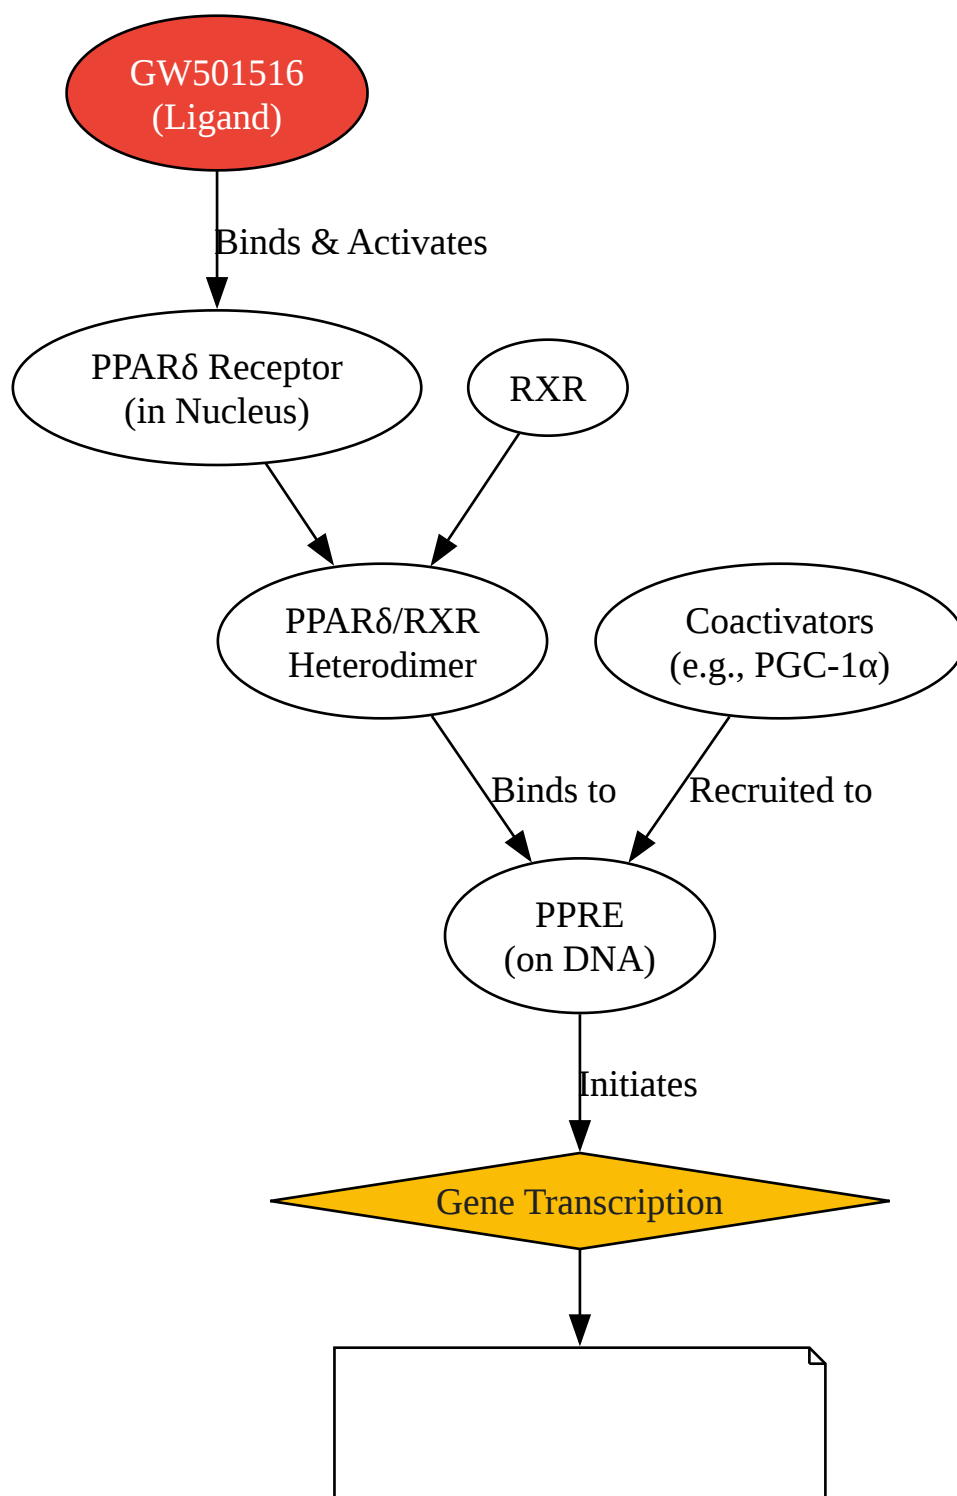 GW501516
(Ligand)
Binds & Activates
PPARδ Receptor
(in Nucleus)
RXR
PPARδ/RXR
Heterodimer
Coactivators
(e.g., PGC-1α)
Binds to
Recruited to
PPRE
(on DNA)
Initiates
Gene Transcription